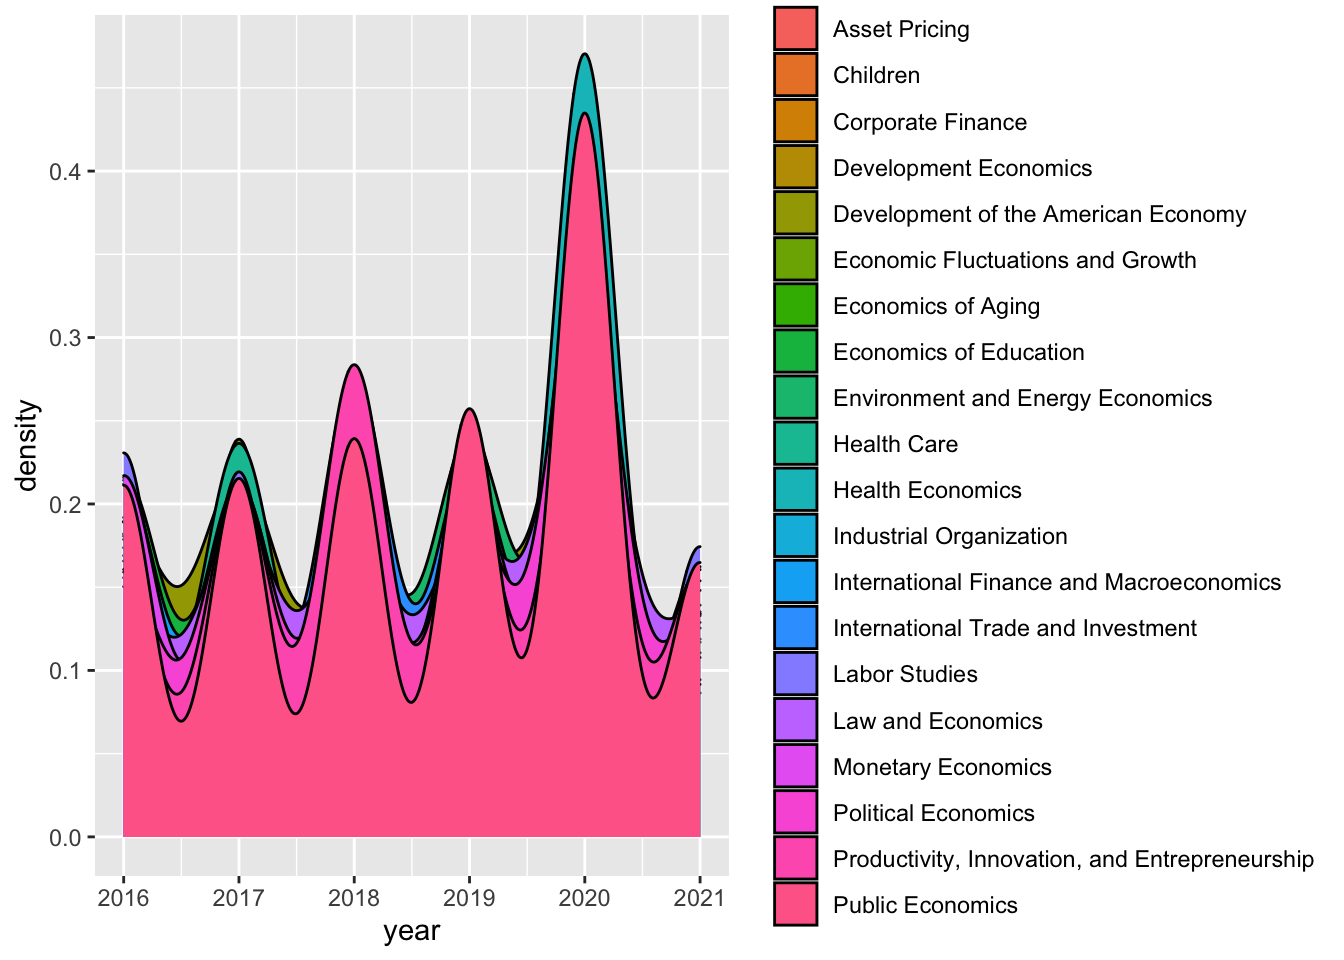 density
0.4
0.3
0.2
0.1
0.0
2016 2017 2018 2019 2020 2021
year
Asset Pricing
Children
Corporate Finance
Development Economics
Development of the American Economy
Economic Fluctuations and Growth
Economics of Aging
Economics of Education
Environment and Energy Economics
Health Care
Health Economics
Industrial Organization
International Finance and Macroeconomics
International Trade and Investment
Labor Studies
Law and Economics
Monetary Economics
Political Economics
Productivity, Innovation, and Entrepreneurship
Public Economics